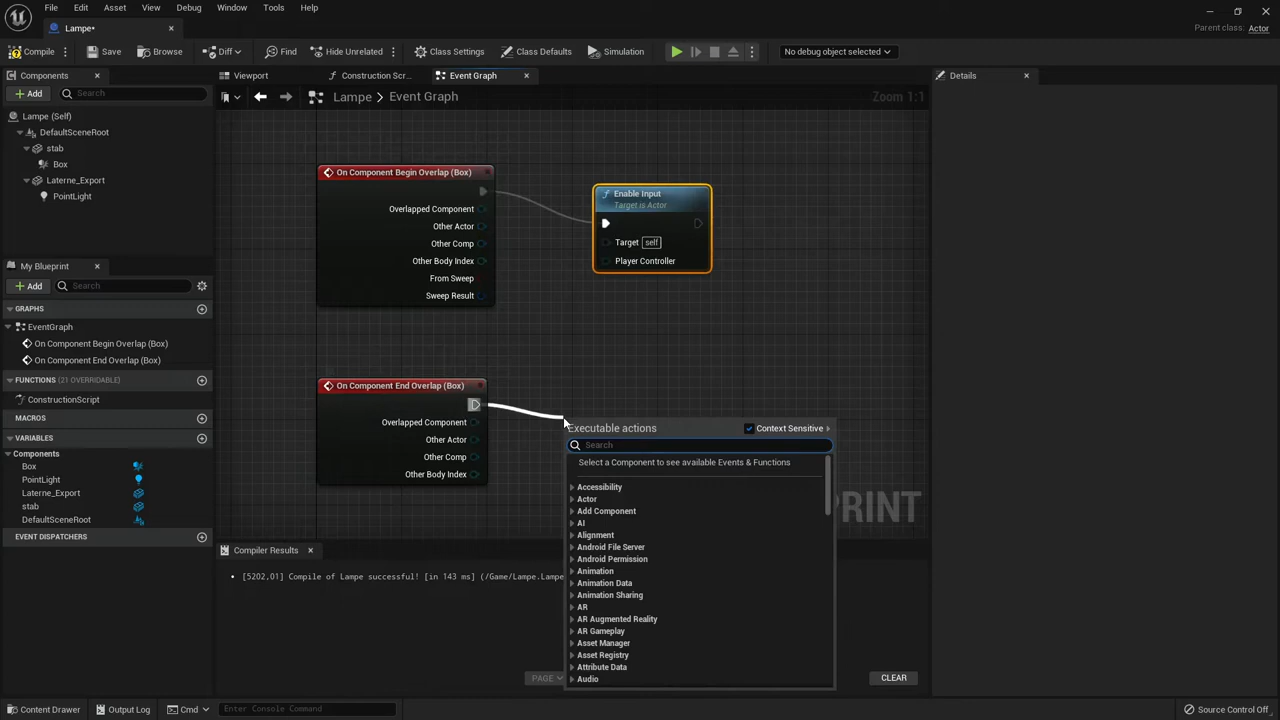 File Edit Asset View Debug Window Tools Help
Lampe•
Parent class: Actor
Compile Save Browse Diff Find Hide Unrelated Class Settings Class Defaults Simulation No debug object selected
Components
Add Search
Lampe (Self)
DefaultSceneRoot
stab
Box
Laterne_Export
PointLight
My Blueprint
Add Search
GRAPHS
EventGraph
On Component Begin Overlap (Box)
On Component End Overlap (Box)
FUNCTIONS (21 OVERRIDABLE)
ConstructionScript
MACROS
VARIABLES
Components
Box
PointLight
Laterne_Export
stab
DefaultSceneRoot
EVENT DISPATCHERS
Viewport Construction Scr... Event Graph
Lampe > Event Graph Zoom 1:1
On Component Begin Overlap (Box)
Overlapped Component
Other Actor
Other Comp
Other Body Index
From Sweep
Sweep Result
Enable Input
Target is Actor
Target self
Player Controller
On Component End Overlap (Box)
Overlapped Component
Other Actor
Other Comp
Other Body Index
Executable actions Context Sensitive
Search
Select a Component to see available Events & Functions
Accessibility
Actor
Add Component
AI
Alignment
Android File Server
Android Permission
Animation
Animation Data
Animation Sharing
AR
AR Augmented Reality
AR Gameplay
Asset Manager
Asset Registry
Attribute Data
Audio
Compiler Results
[5202,01] Compile of Lampe successful! [in 143 ms] (/Game/Lampe.Lampe
PAGE CLEAR
Details
Content Drawer Output Log Cmd Enter Console Command Source Control Off